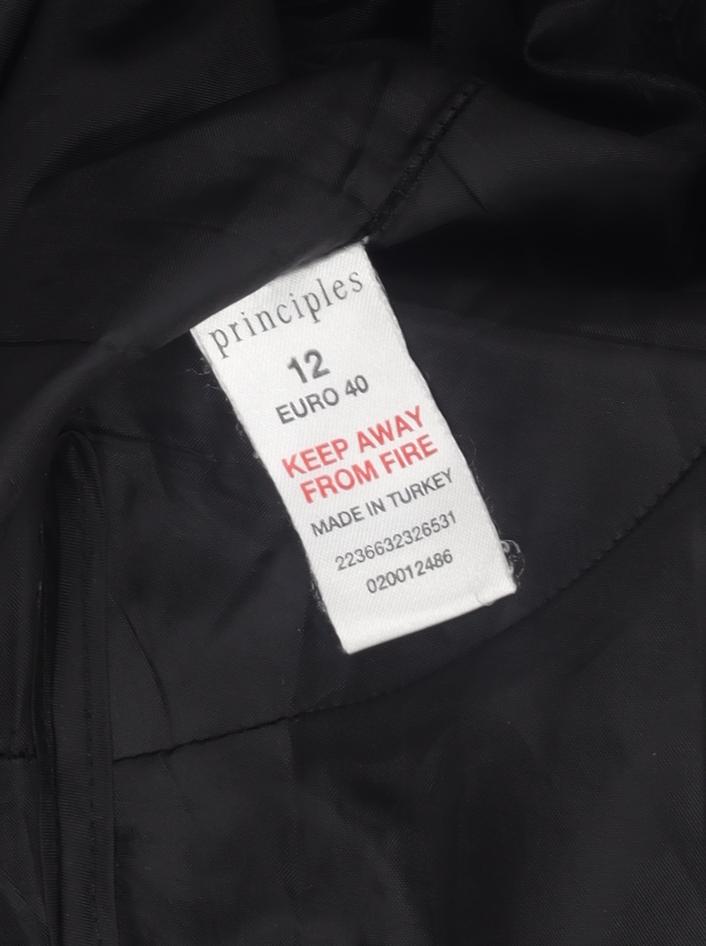 principles
12
EURO 40
KEEP AWAY
FROM FIRE
MADE IN TURKEY
2236632326531
020012486